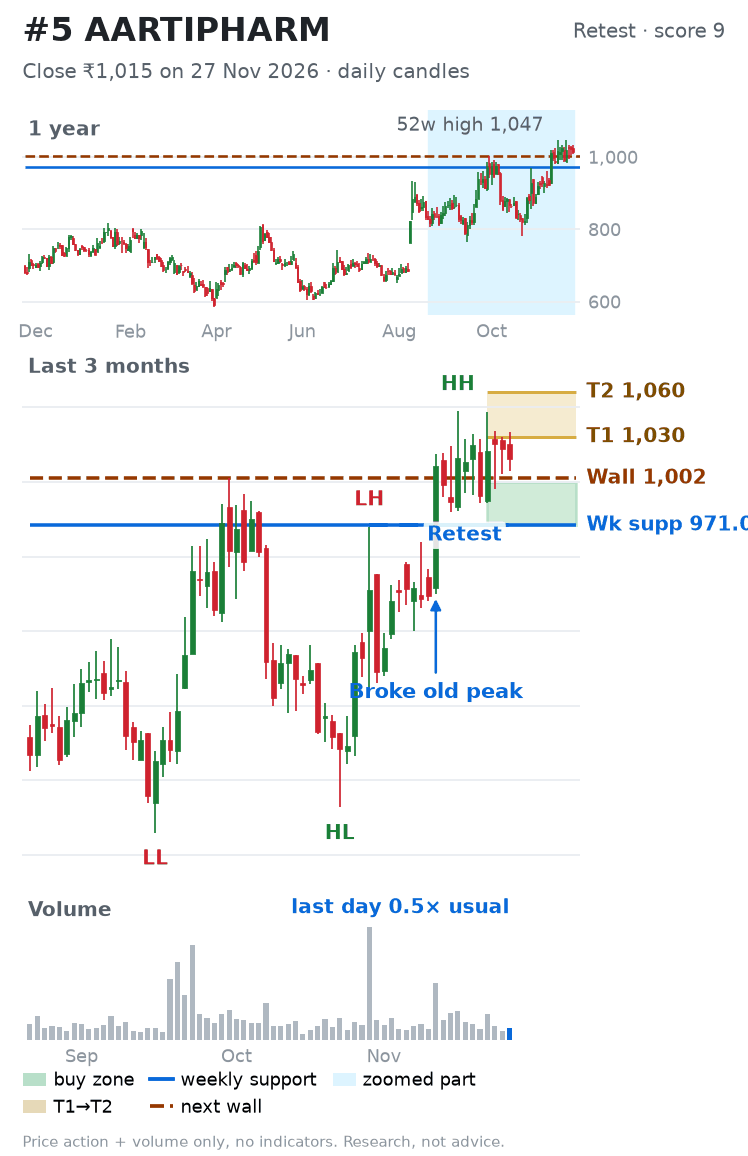 #5 AARTIPHARM
Retest · score 9
Close ₹1,015 on 27 Nov 2026 · daily candles
1 year
52w high 1,047
1,000
800
600
Dec Feb Apr Jun Aug Oct
Last 3 months
HH
T2 1,060
T1 1,030
Wall 1,002
LH
Wk supp 971.0
Retest
Broke old peak
HL
LL
Volume
last day 0.5× usual
Sep Oct Nov
buy zone weekly support zoomed part
T1→T2 next wall
Price action + volume only, no indicators. Research, not advice.